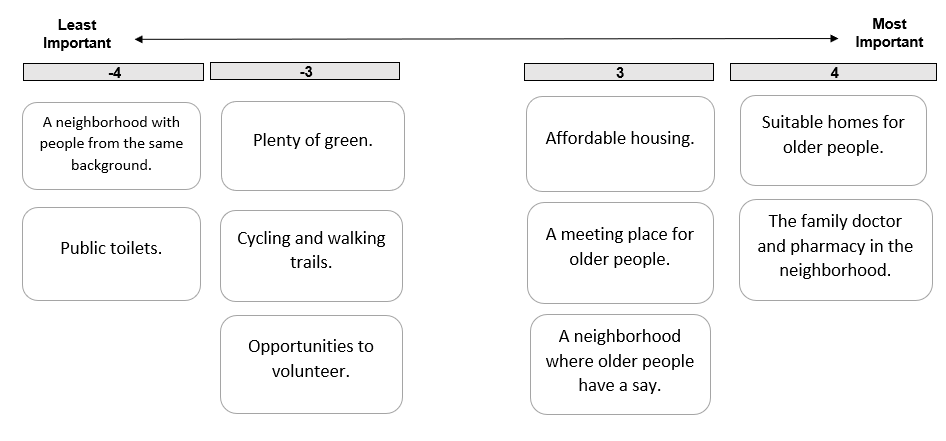 Least
Important
Most
Important
-4
-3
3
4
A neighborhood with
people from the same
background.
Plenty of green.
Affordable housing.
Suitable homes for
older people.
Public toilets.
Cycling and walking
trails.
A meeting place for
older people.
The family doctor
and pharmacy in the
neighborhood.
Opportunities to
volunteer.
A neighborhood
where older people
have a say.